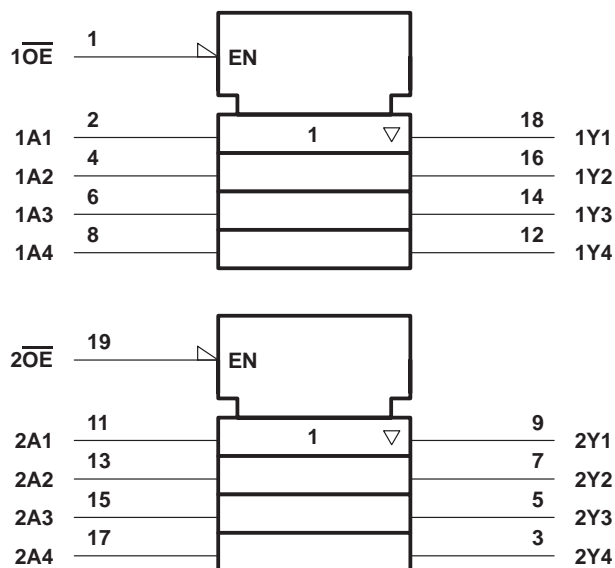 1O̅E̅ 1 EN
1A1 2 1 ▽ 18 1Y1
1A2 4 16 1Y2
1A3 6 14 1Y3
1A4 8 12 1Y4
2O̅E̅ 19 EN
2A1 11 1 ▽ 9 2Y1
2A2 13 7 2Y2
2A3 15 5 2Y3
2A4 17 3 2Y4